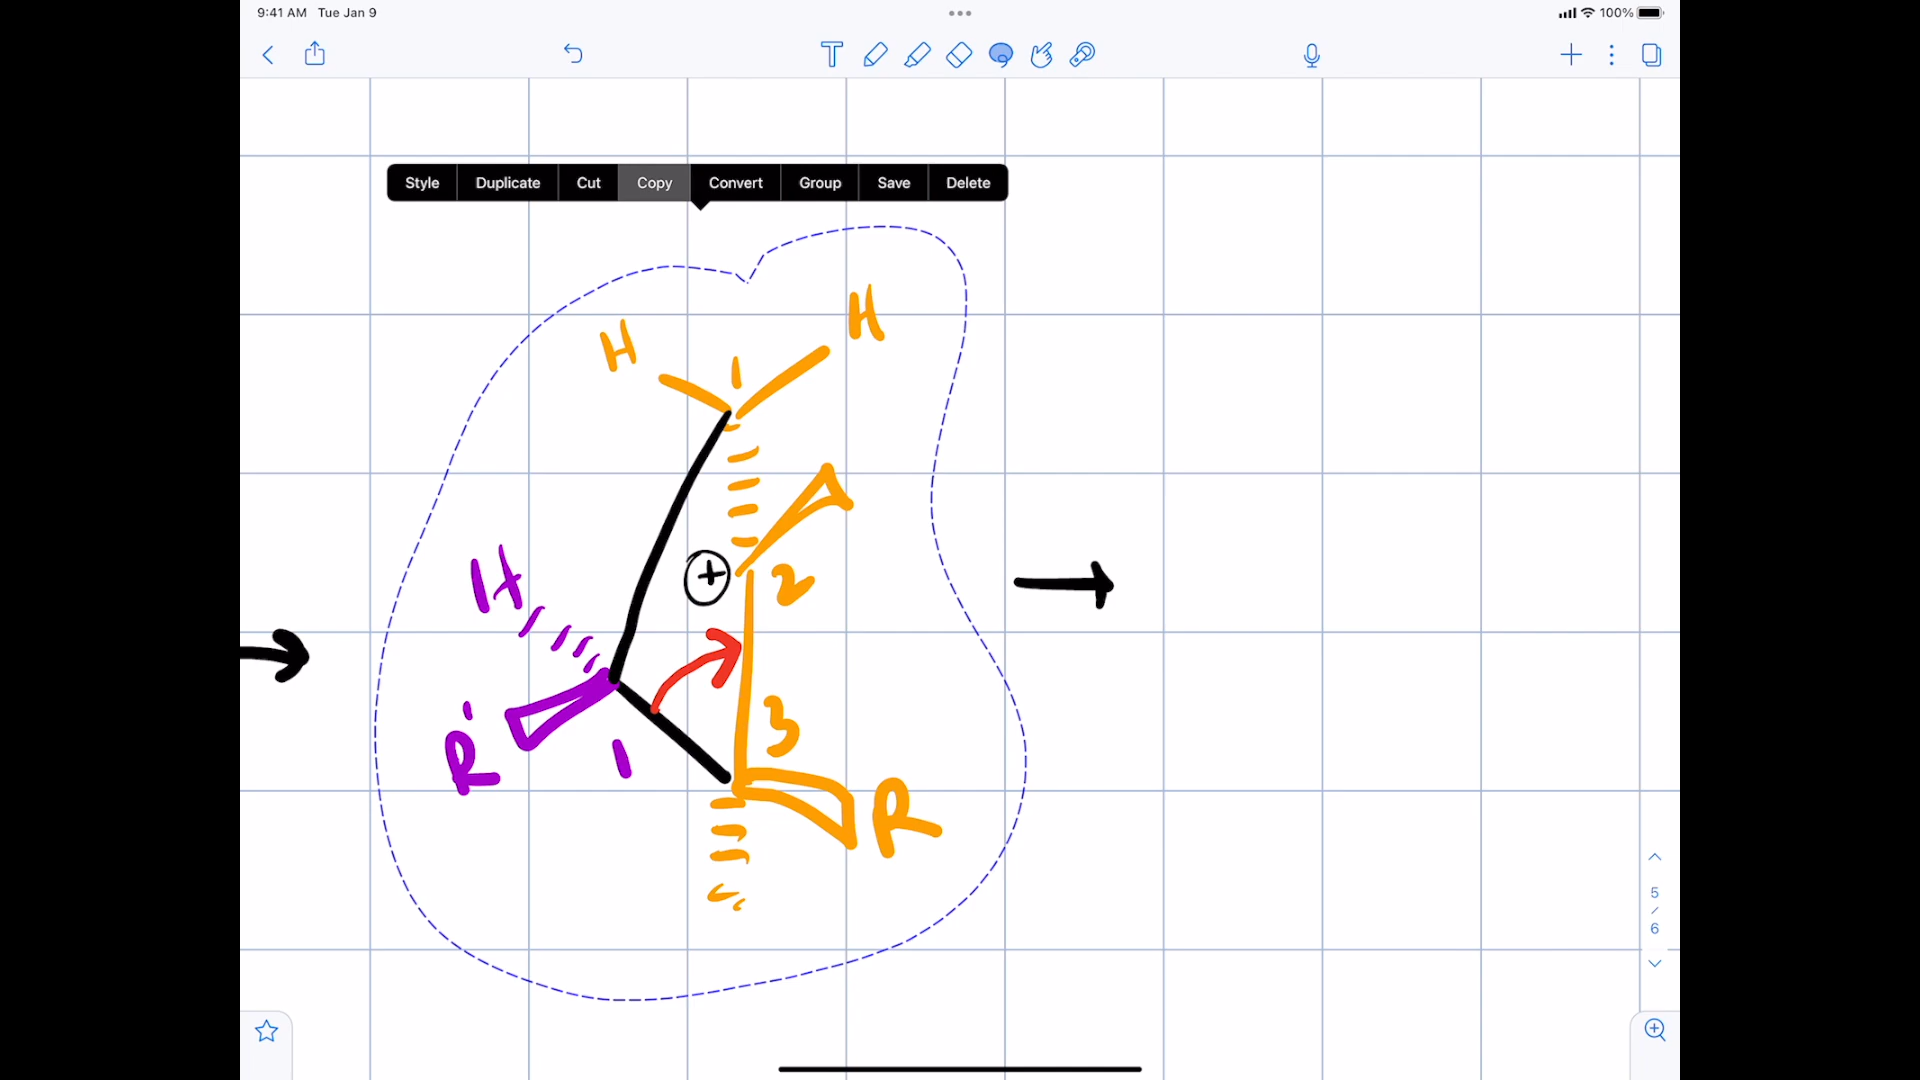 9:41 AM Tue Jan 9
100%
T
Style Duplicate Cut Copy Convert Group Save Delete
H
H
1
+
2
H
3
R'
1
R
5
/
6